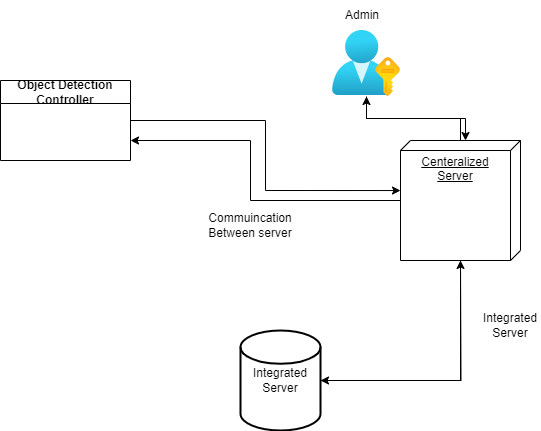 Admin
Object Detection
Controller
Centeralized
Server
Commuincation
Between server
Integrated
Server
Integrated
Server